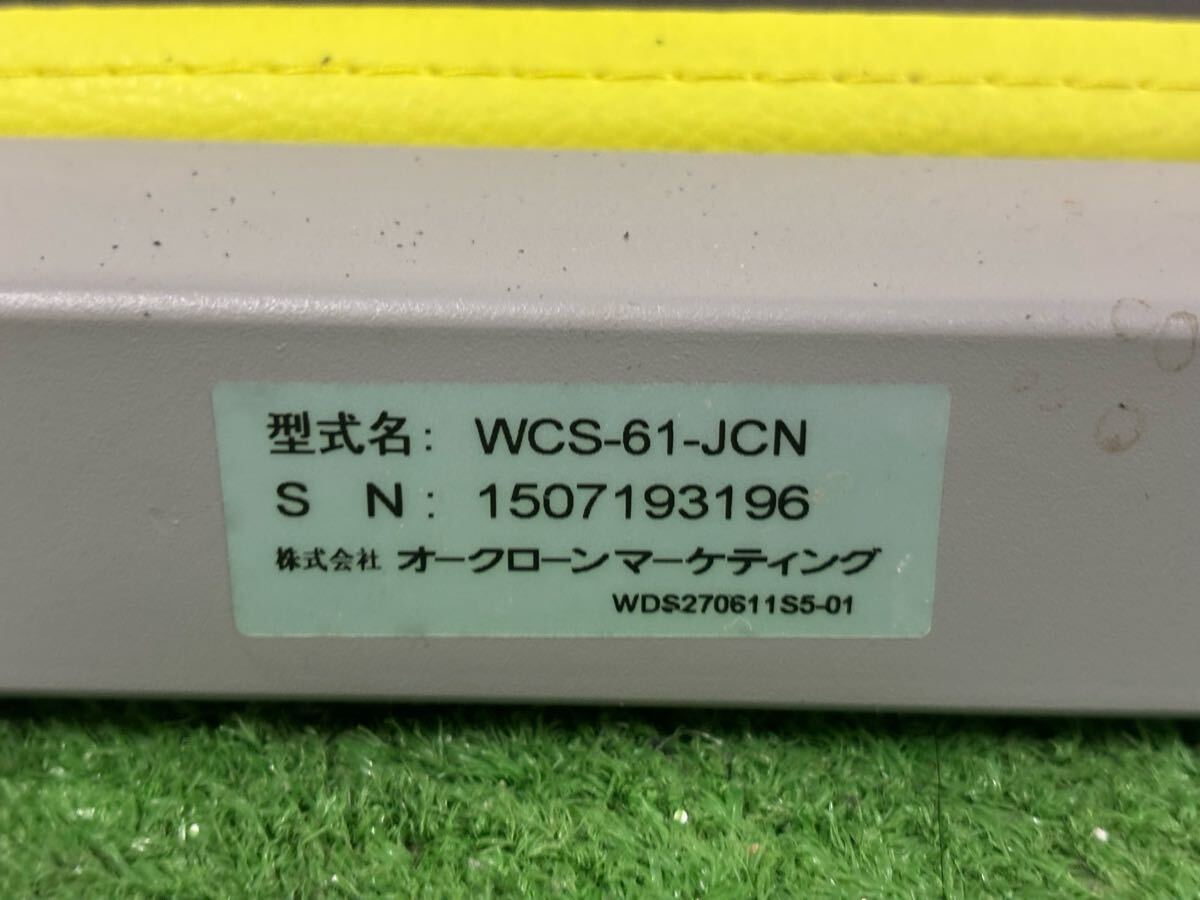 型式名: WCS-61-JCN
S N: 1507193196
株式会社 オークローンマーケティング
WDS270611S5-01